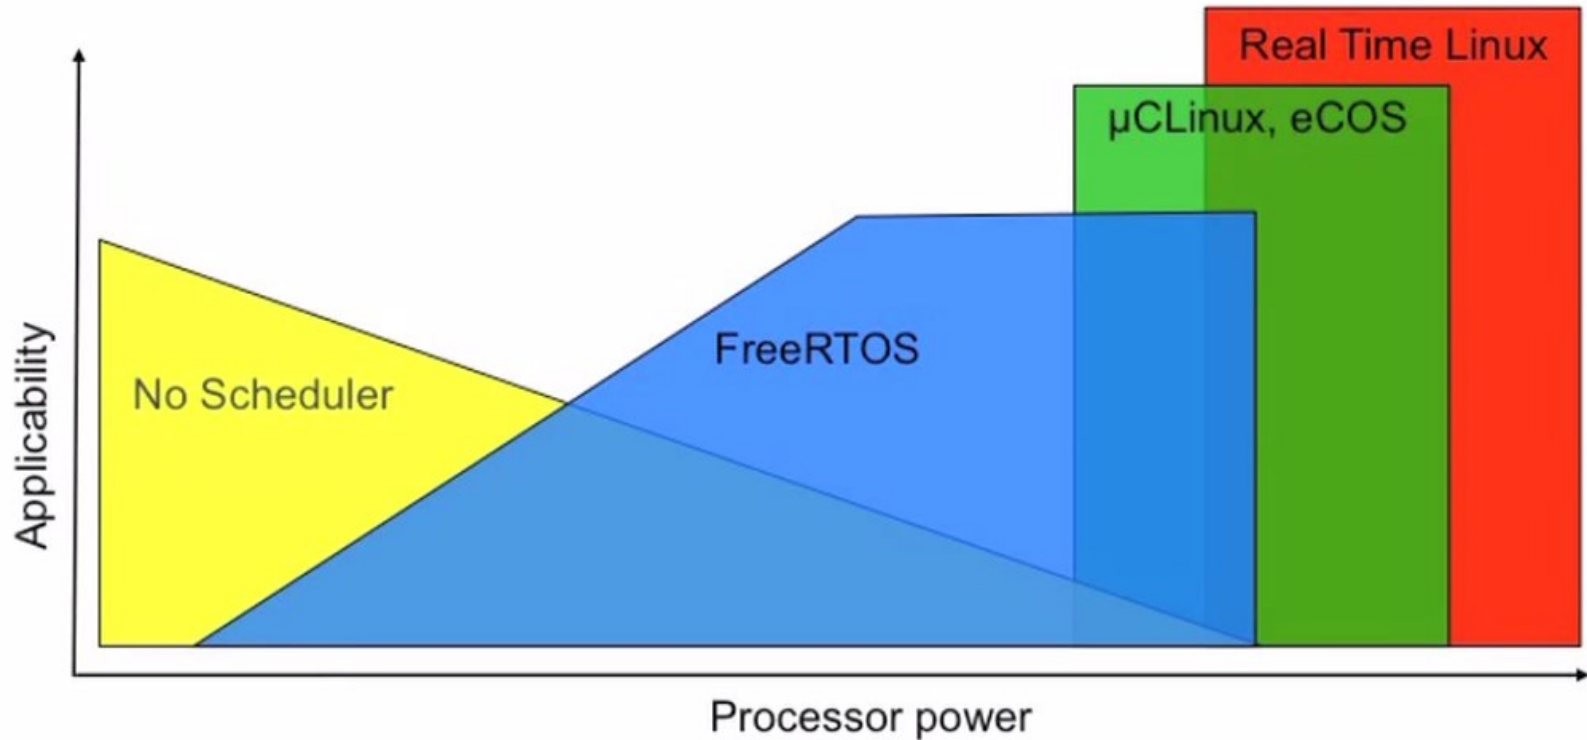 Real Time Linux
µCLinux, eCOS
FreeRTOS
No Scheduler
Applicability
Processor power